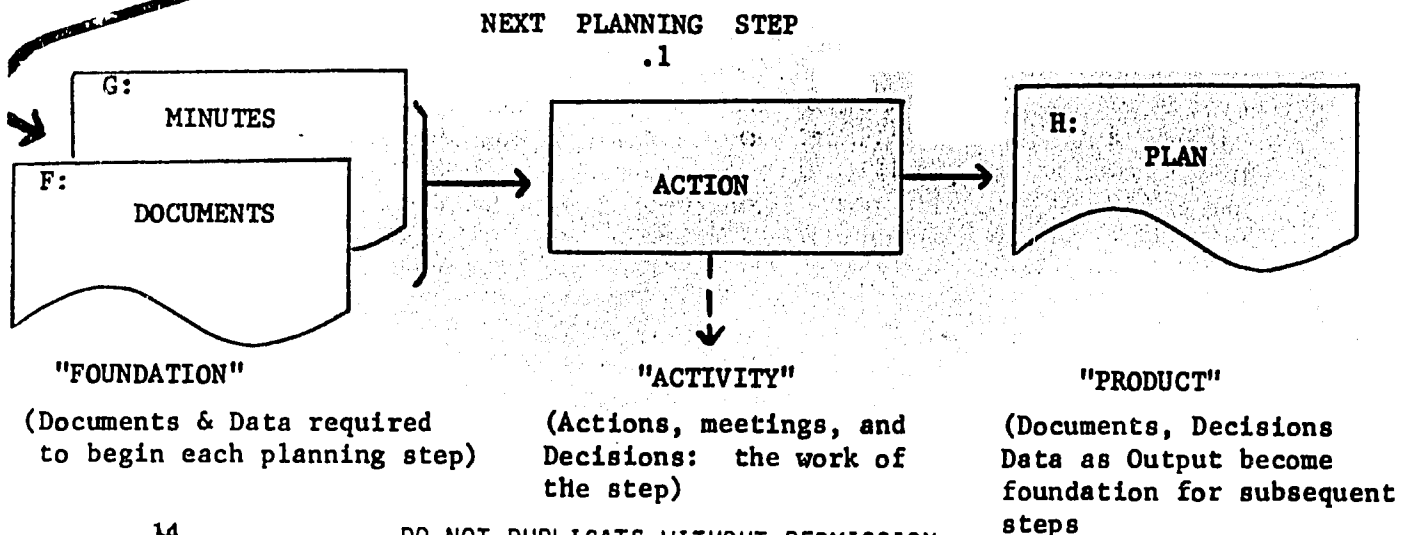 NEXT PLANNING STEP
.1
G:
MINUTES
F:
DOCUMENTS
ACTION
H:
PLAN
"FOUNDATION"
(Documents & Data required
to begin each planning step)
"ACTIVITY"
(Actions, meetings, and
Decisions: the work of
the step)
"PRODUCT"
(Documents, Decisions
Data as Output become
foundation for subsequent
steps
14
DO NOT DUPLICATE WITHOUT PERMISSION